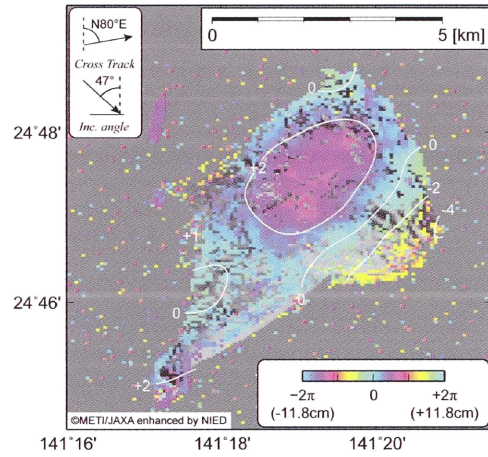 N80°E
Cross Track
47°
Inc. angle
0 5 [km]
24°48'
24°46'
0
+2
0
2
-4
+1
0
0
+2
−2π 0 +2π
(-11.8cm) (+11.8cm)
©METI/JAXA enhanced by NIED
141°16' 141°18' 141°20'